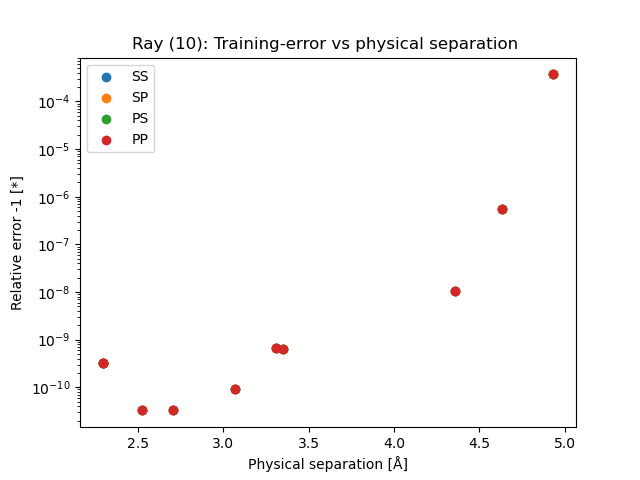 Ray (10): Training-error vs physical separation
SS
SP
PS
PP
Relative error -1 [*]
10⁻⁴
10⁻⁵
10⁻⁶
10⁻⁷
10⁻⁸
10⁻⁹
10⁻¹⁰
2.5 3.0 3.5 4.0 4.5 5.0
Physical separation [Å]